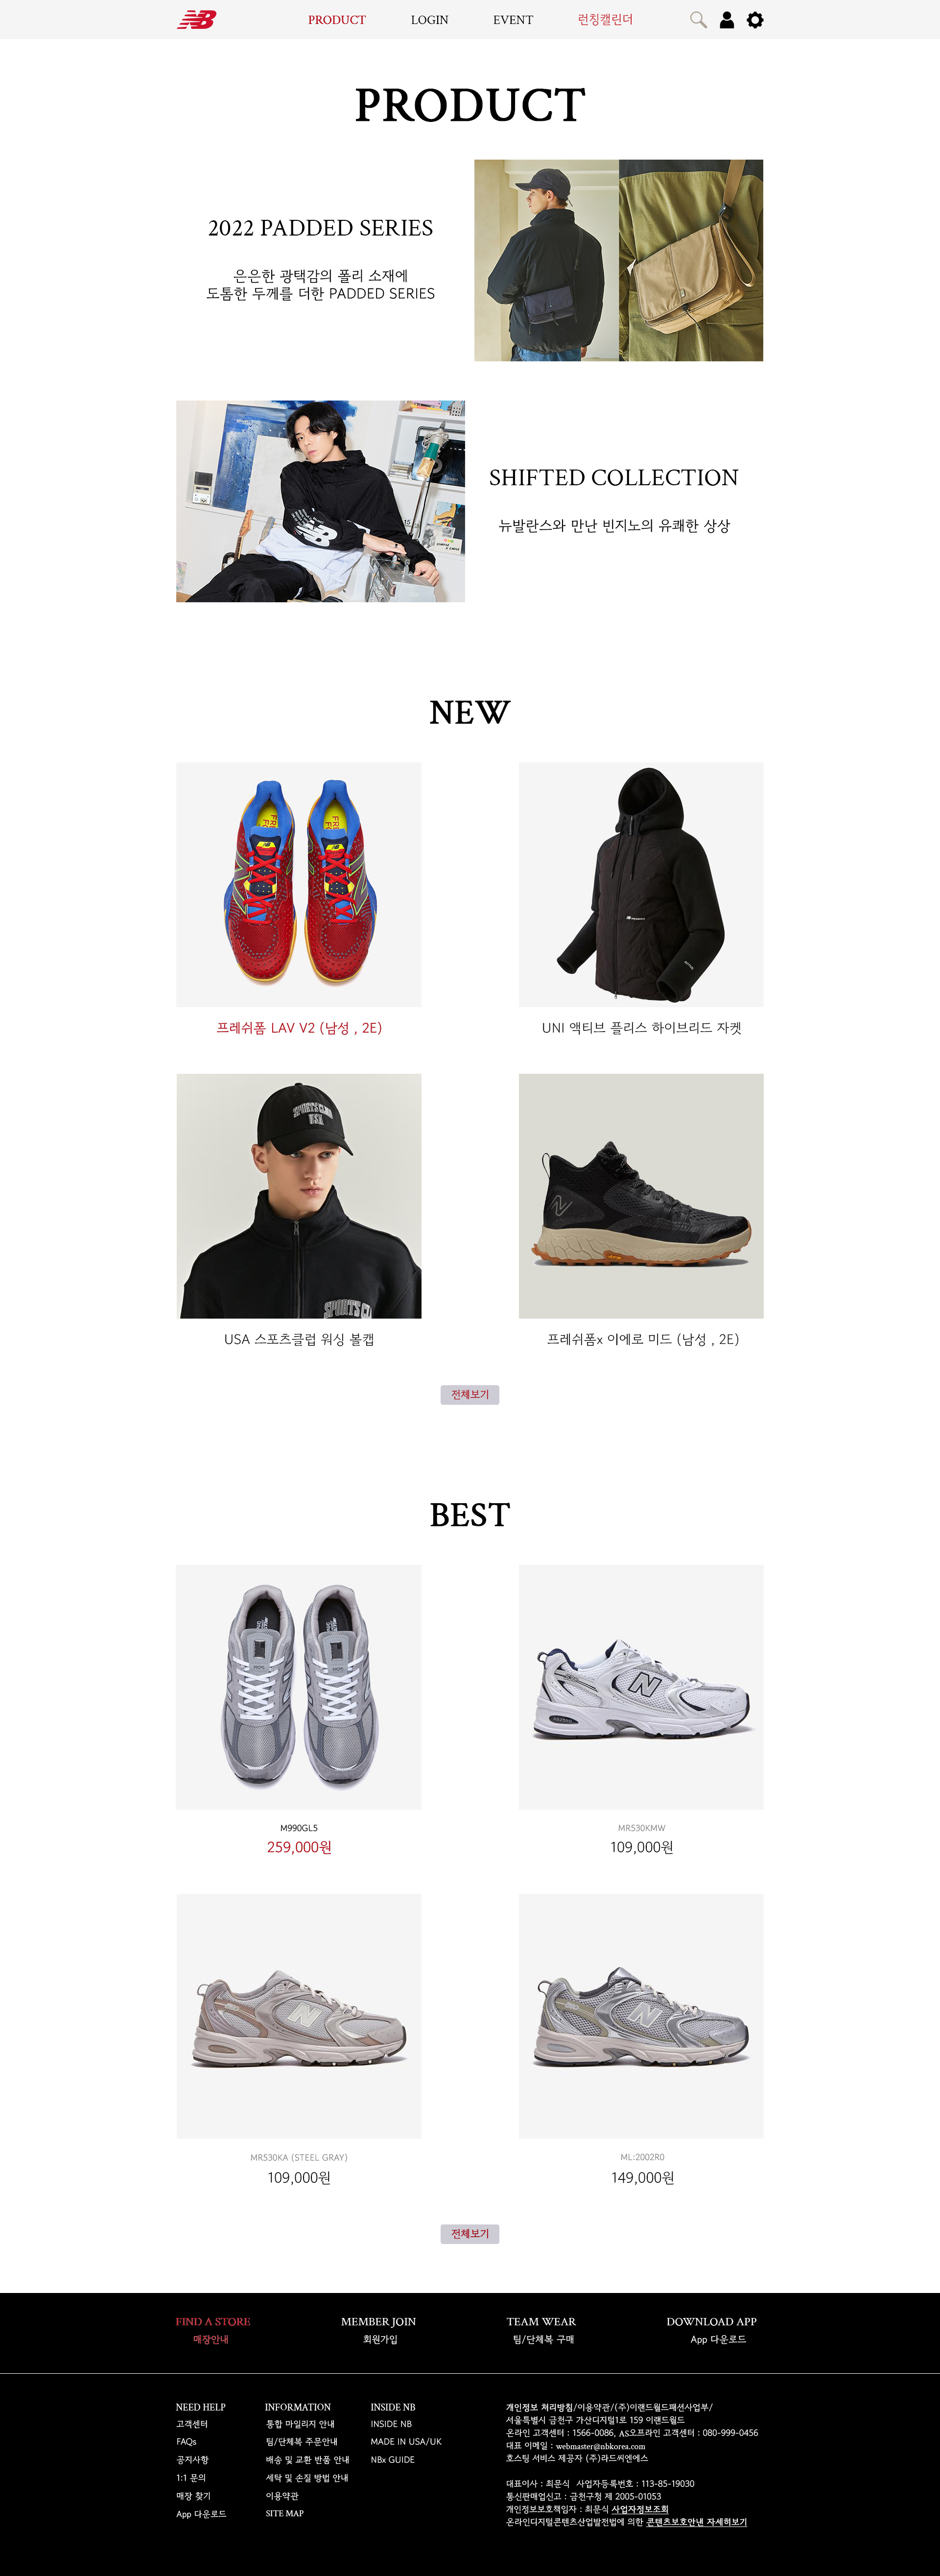 NB
PRODUCT
LOGIN
EVENT
런칭캘린더
PRODUCT
2022 PADDED SERIES
은은한 광택감의 폴리 소재에
도톰한 두께를 더한 PADDED SERIES
SHIFTED COLLECTION
뉴발란스와 만난 빈지노의 유쾌한 상상
NEW
프레쉬폼 LAV V2 (남성 , 2E)
UNI 액티브 플리스 하이브리드 자켓
SPORTS CLUB
USA
USA 스포츠클럽 워싱 볼캡
프레쉬폼x 이에로 미드 (남성 , 2E)
전체보기
BEST
M990GL5
259,000원
MR530KMW
109,000원
MR530KA (STEEL GRAY)
109,000원
ML:2002R0
149,000원
전체보기
FIND A STORE
매장안내
MEMBER JOIN
회원가입
TEAM WEAR
팀/단체복 구매
DOWNLOAD APP
App 다운로드
NEED HELP
고객센터
FAQs
공지사항
1:1 문의
매장 찾기
App 다운로드
INFORMATION
통합 마일리지 안내
팀/단체복 주문안내
배송 및 교환 반품 안내
세탁 및 손질 방법 안내
이용약관
SITE MAP
INSIDE NB
INSIDE NB
MADE IN USA/UK
NBx GUIDE
개인정보 처리방침/이용약관/(주)이랜드월드패션사업부/
서울특별시 금천구 가산디지털1로 159 이랜드월드
온라인 고객센터 : 1566-0086, AS오프라인 고객센터 : 080-999-0456
대표 이메일 : webmaster@nbkorea.com
호스팅 서비스 제공자 (주)라드씨엔에스
대표이사 : 최문식 사업자등록번호 : 113-85-19030
통신판매업신고 : 금천구청 제 2005-01053
개인정보보호책임자 : 최문식 사업자정보조회
온라인디지털콘텐츠산업발전법에 의한 콘텐츠보호안낸 자세히보기